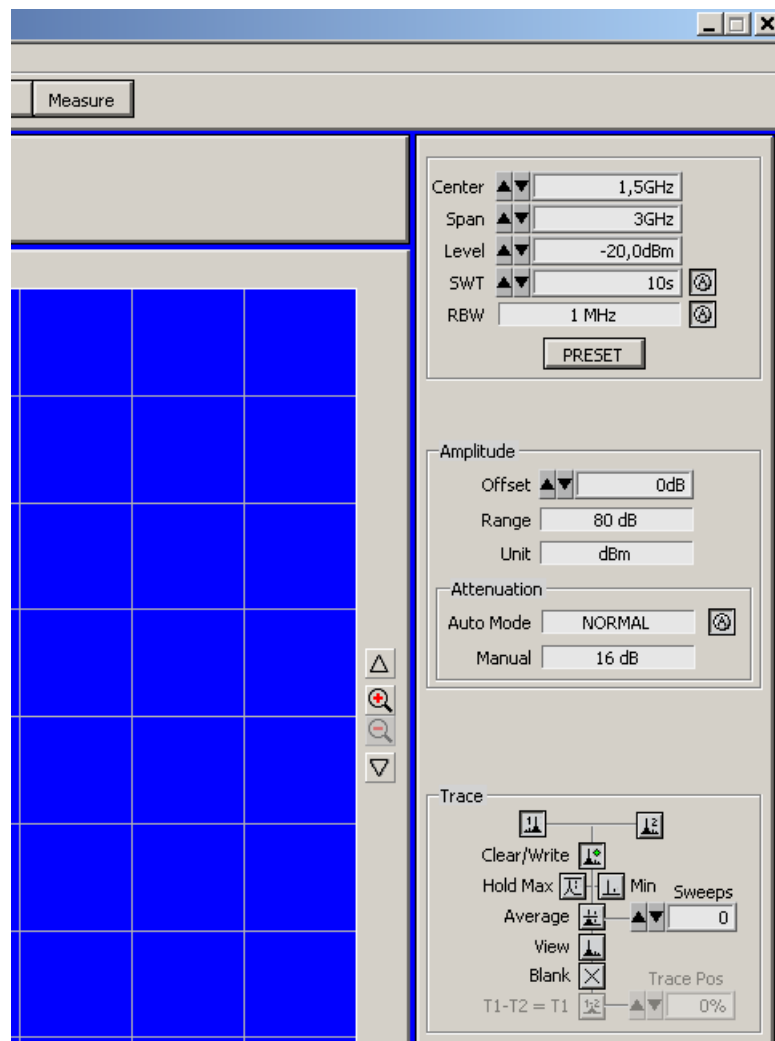 Measure
Center 1,5GHz
Span 3GHz
Level -20,0dBm
SWT 10s
RBW 1 MHz
PRESET
Amplitude
Offset 0dB
Range 80 dB
Unit dBm
Attenuation
Auto Mode NORMAL
Manual 16 dB
Trace
1 2
Clear/Write
Hold Max Min Sweeps
Average 0
View
Blank Trace Pos
T1-T2 = T1 0%